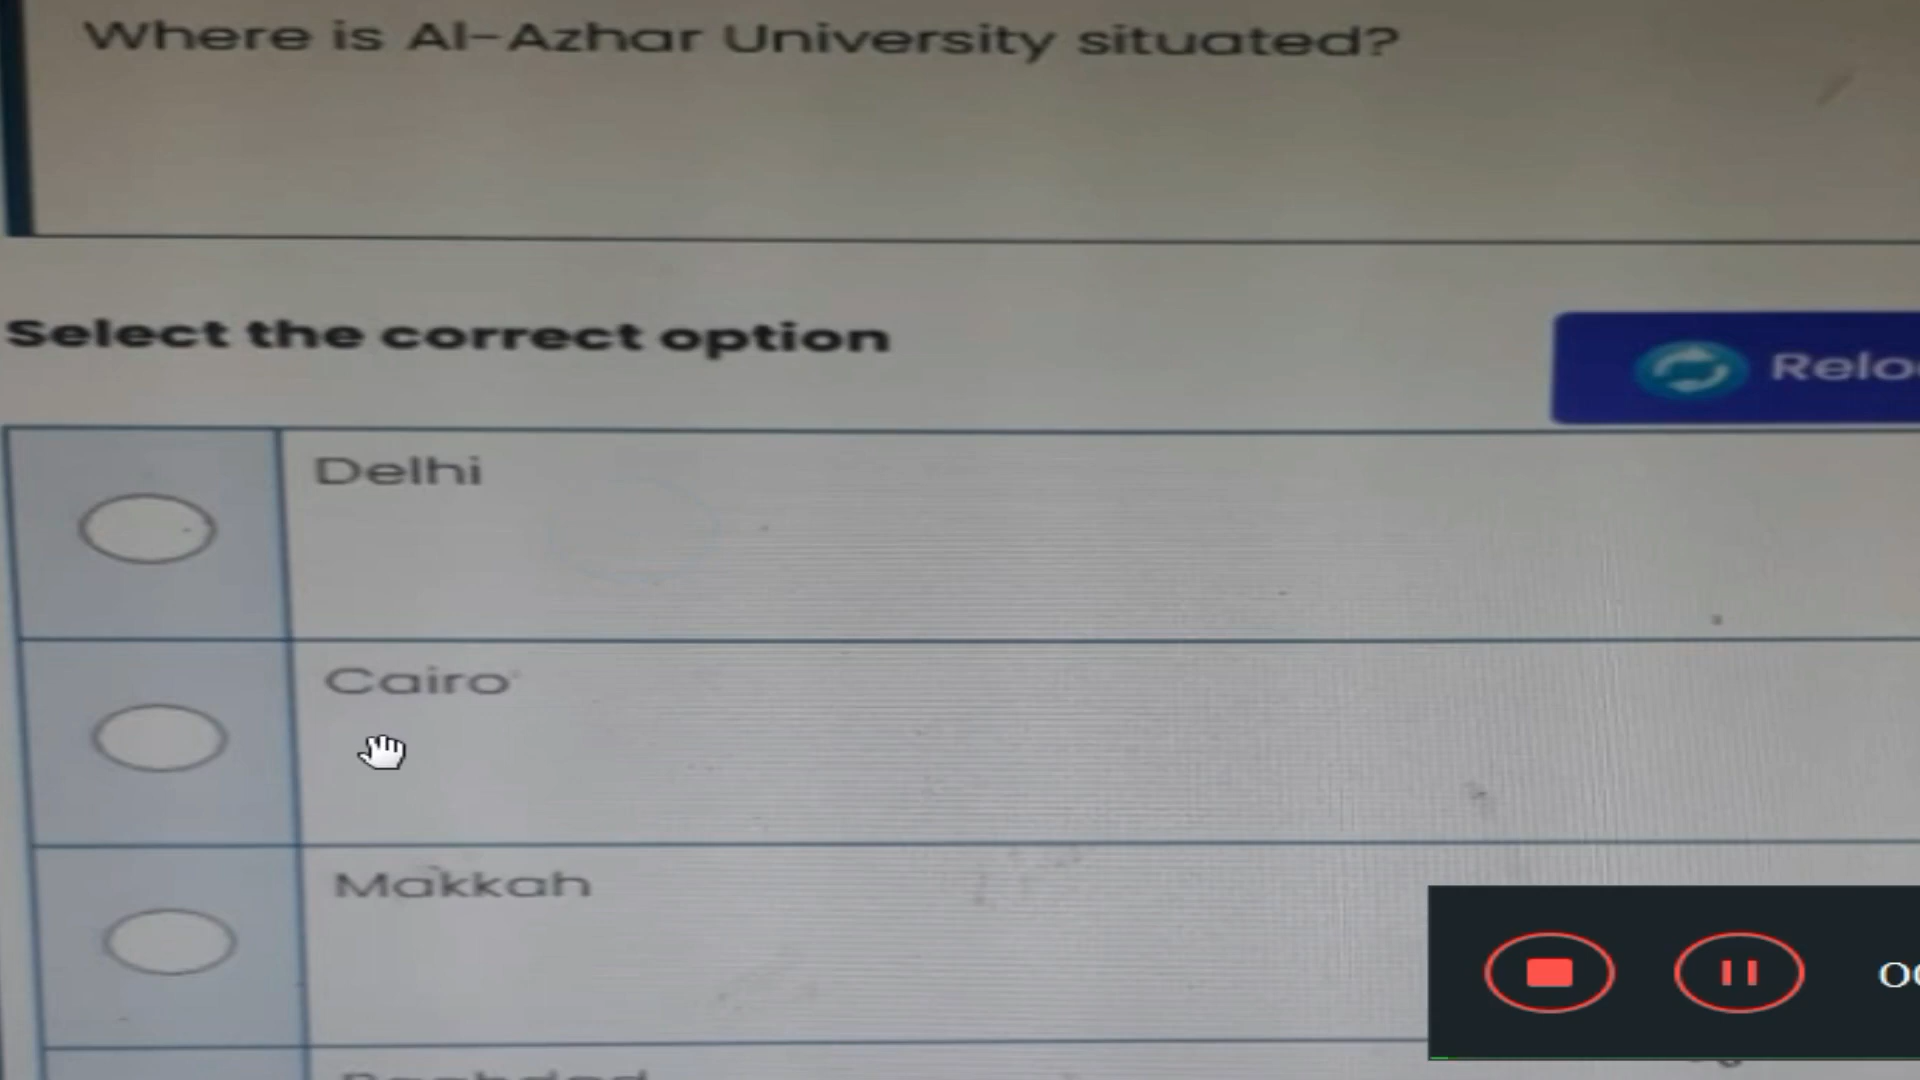 Where is Al-Azhar University situated?
Select the correct option
Delhi
Cairo
Makkah